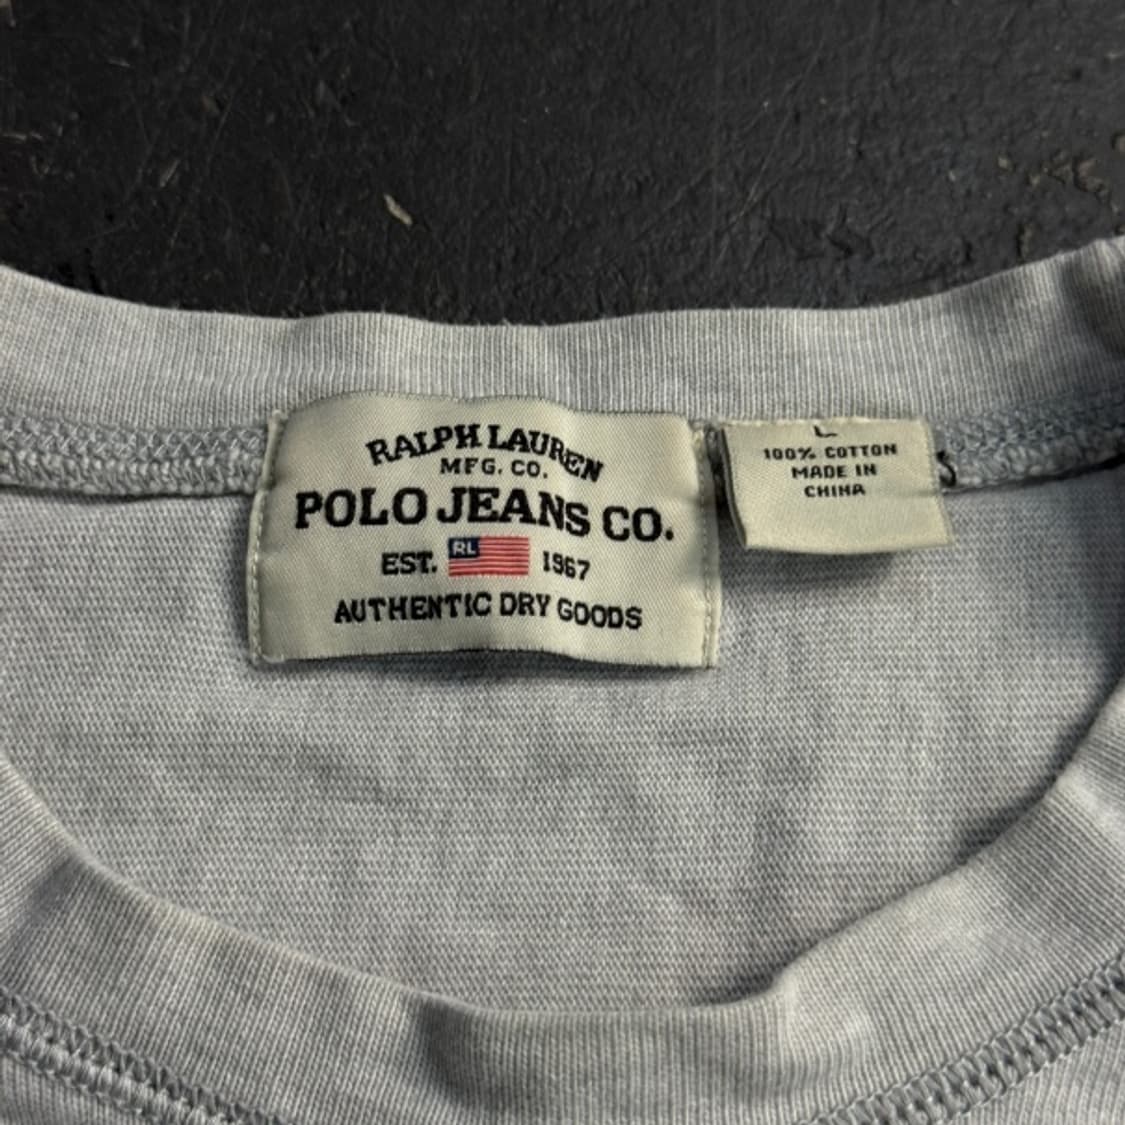 RALPH LAUREN
MFG. CO.
POLO JEANS CO.
EST. RL 1967
AUTHENTIC DRY GOODS
L
100% COTTON
MADE IN
CHINA